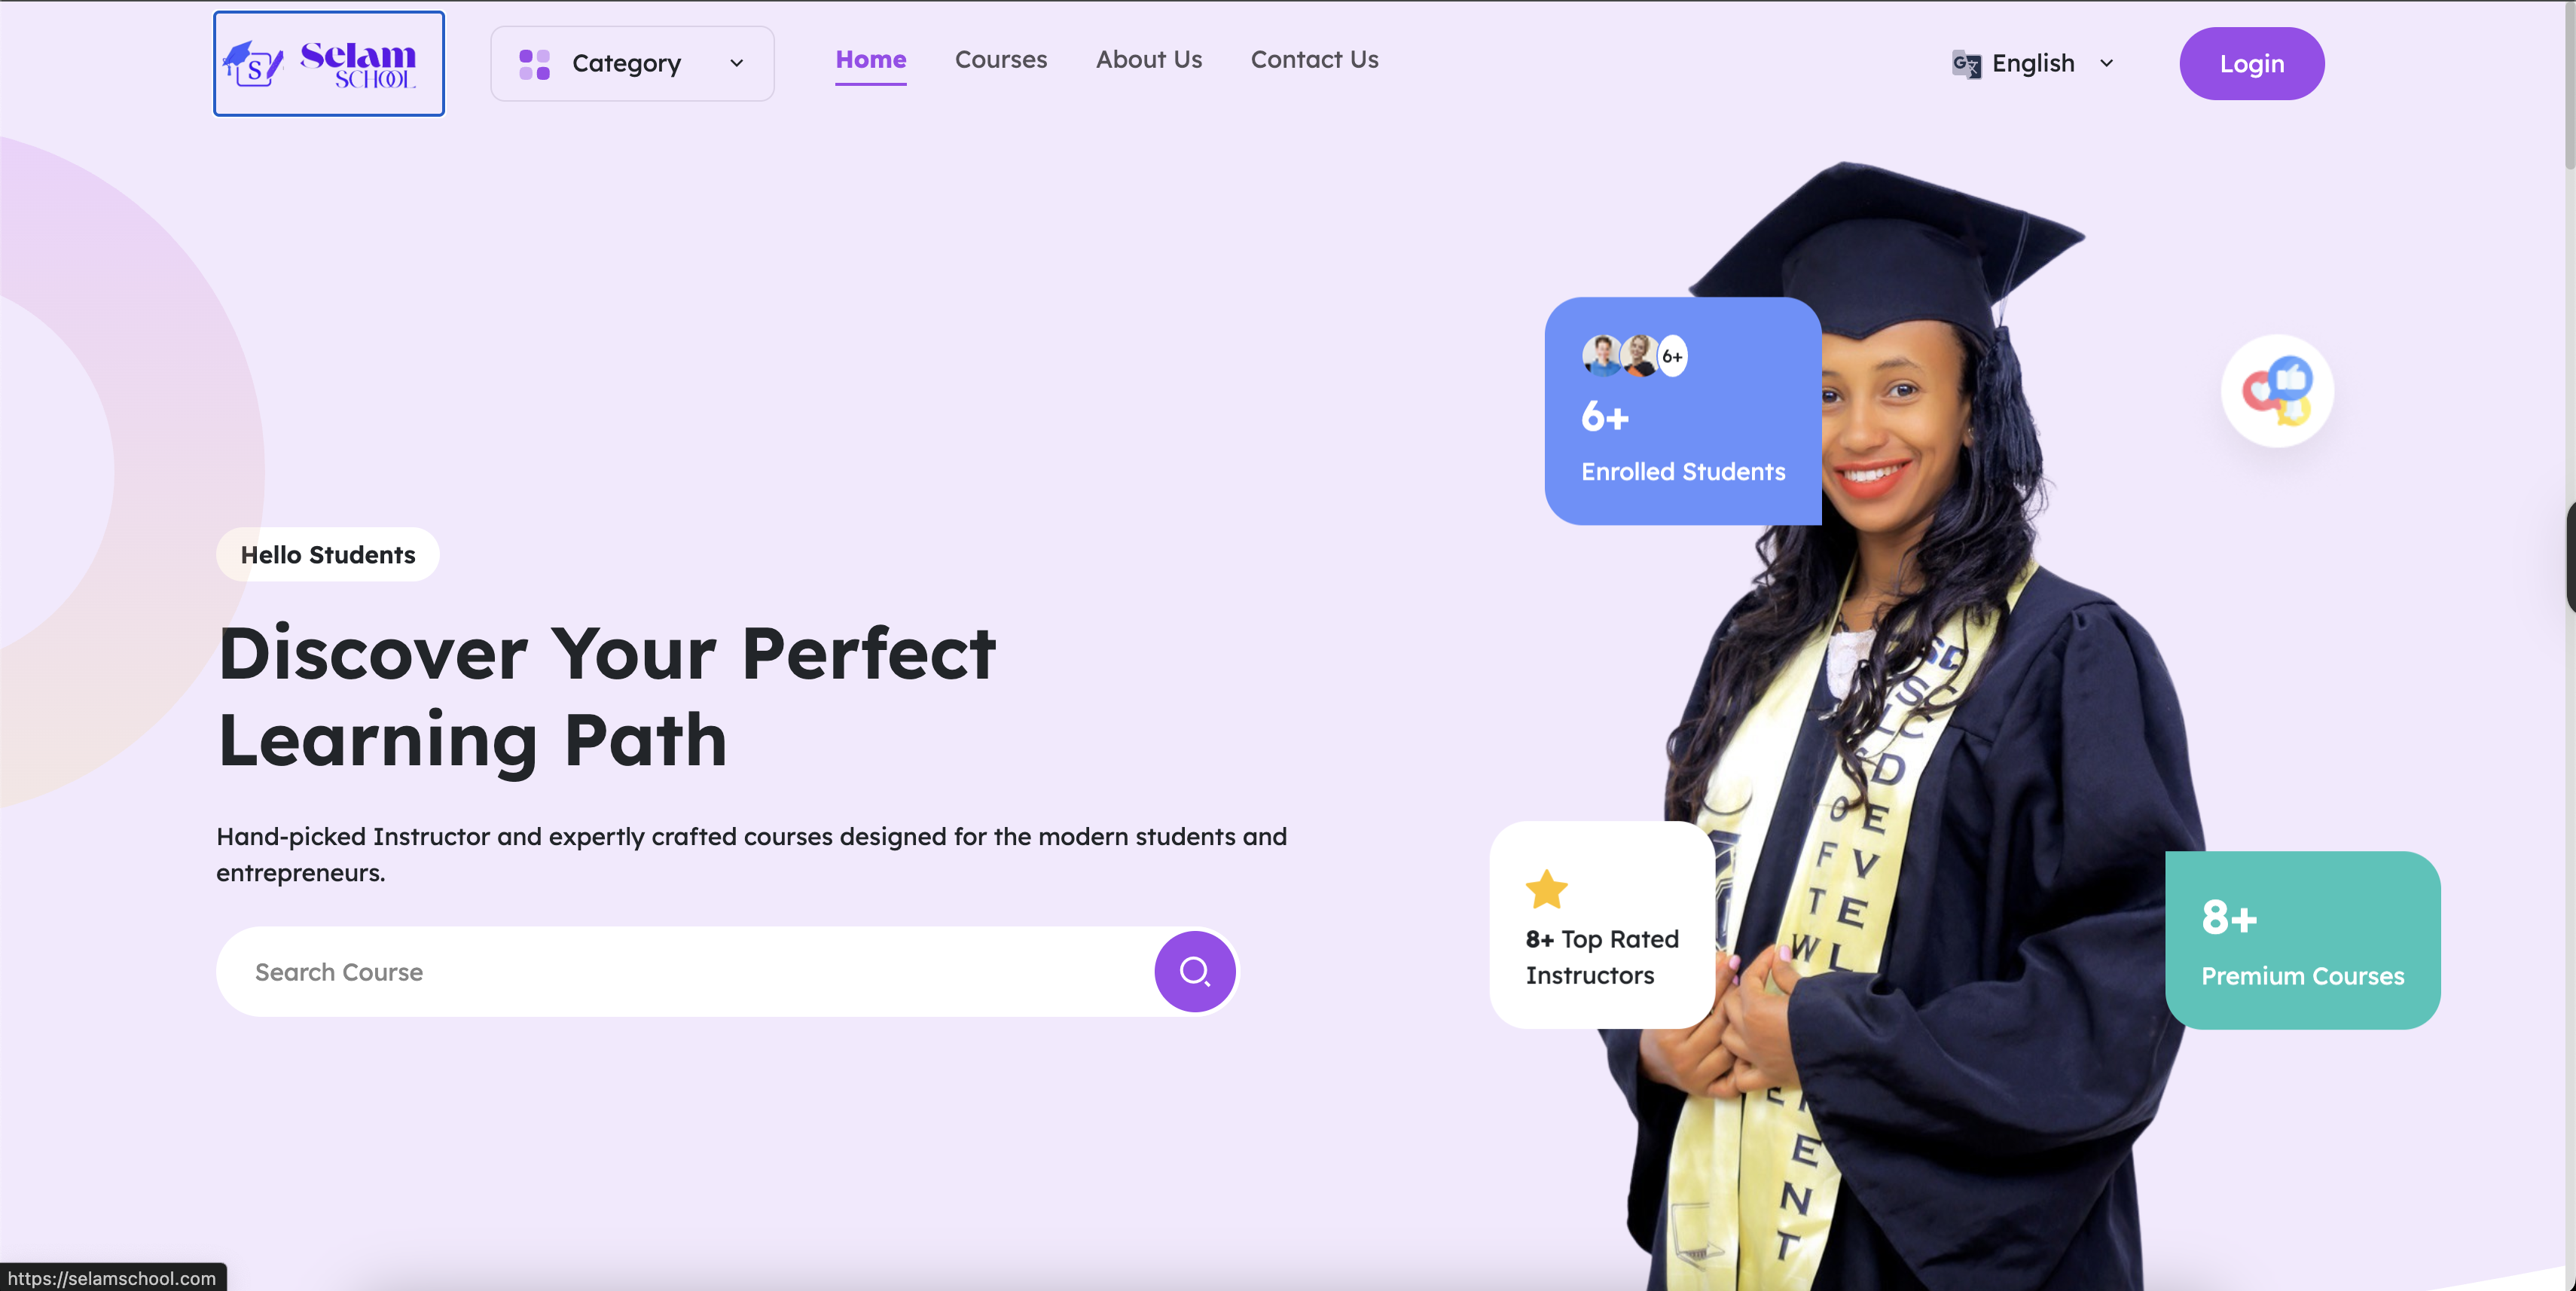 Selam
SCHOOL
S
Category
Home
Courses
About Us
Contact Us
English
Login
6+
6+
Enrolled Students
Hello Students
Discover Your Perfect
Learning Path
Hand-picked Instructor and expertly crafted courses designed for the modern students and
entrepreneurs.
Search Course
8+ Top Rated
Instructors
8+
Premium Courses
https://selamschool.com